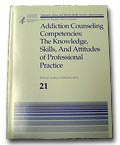 Addiction Counseling
Competencies:
The Knowledge,
Skills, And Attitudes
of Professional
Practice
21